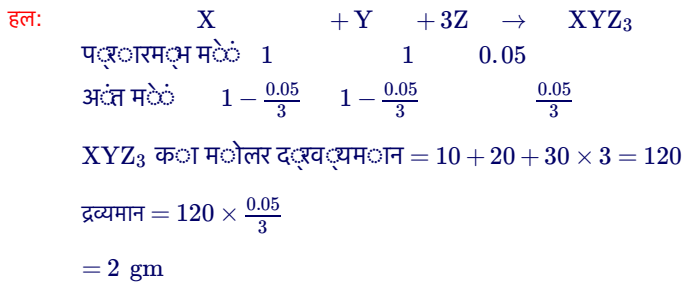 हल: X + Y + 3Z → XYZ₃
प्रारम्भ में 1 1 0.05
अंत में 1 − 0.05/3 1 − 0.05/3 0.05/3
XYZ₃ का मोलर द्रव्यमान = 10 + 20 + 30 × 3 = 120
द्रव्यमान = 120 × 0.05/3
= 2 gm